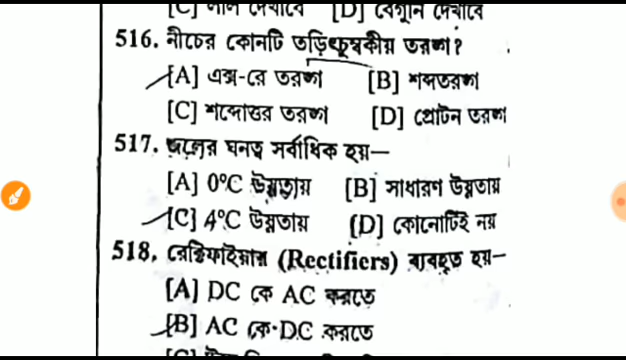 [C] লাল দেখাবে [D] বেগুনি দেখাবে
516. নীচের কোনটি তড়িৎচুম্বকীয় তরঙ্গ?
[A] এক্স-রে তরঙ্গ [B] শব্দতরঙ্গ
[C] শব্দোত্তর তরঙ্গ [D] প্রোটন তরঙ্গ
517. জলের ঘনত্ব সর্বাধিক হয়—
[A] 0°C উষ্ণতায় [B] সাধারণ উষ্ণতায়
[C] 4°C উষ্ণতায় [D] কোনোটিই নয়
518. রেক্টিফাইয়ার (Rectifiers) ব্যবহৃত হয়—
[A] DC কে AC করতে
[B] AC কে DC করতে